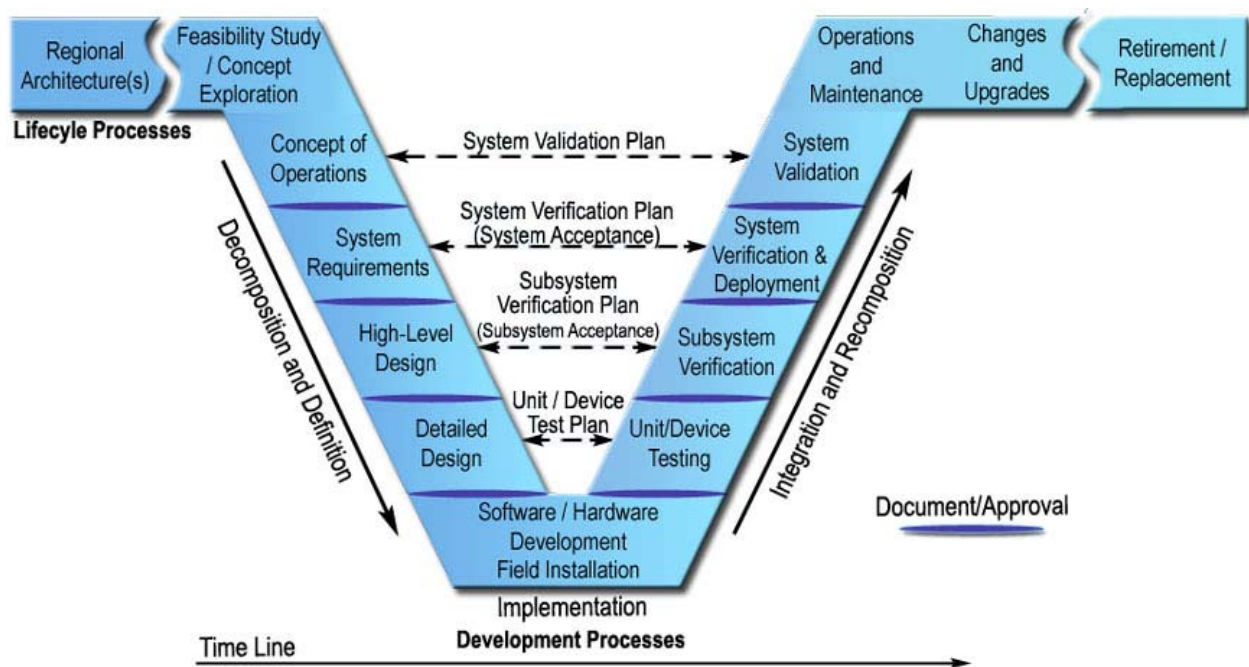 Regional
Architecture(s)
Feasibility Study
/ Concept
Exploration
Operations
and
Maintenance
Changes
and
Upgrades
Retirement /
Replacement
Lifecyle Processes
Concept of
Operations
System Validation Plan
System
Validation
System
Requirements
System Verification Plan
(System Acceptance)
System
Verification &
Deployment
High-Level
Design
Subsystem
Verification Plan
(Subsystem Acceptance)
Subsystem
Verification
Detailed
Design
Unit / Device
Test Plan
Unit/Device
Testing
Decomposition and Definition
Integration and Recomposition
Document/Approval
Software / Hardware
Development
Field Installation
Implementation
Development Processes
Time Line